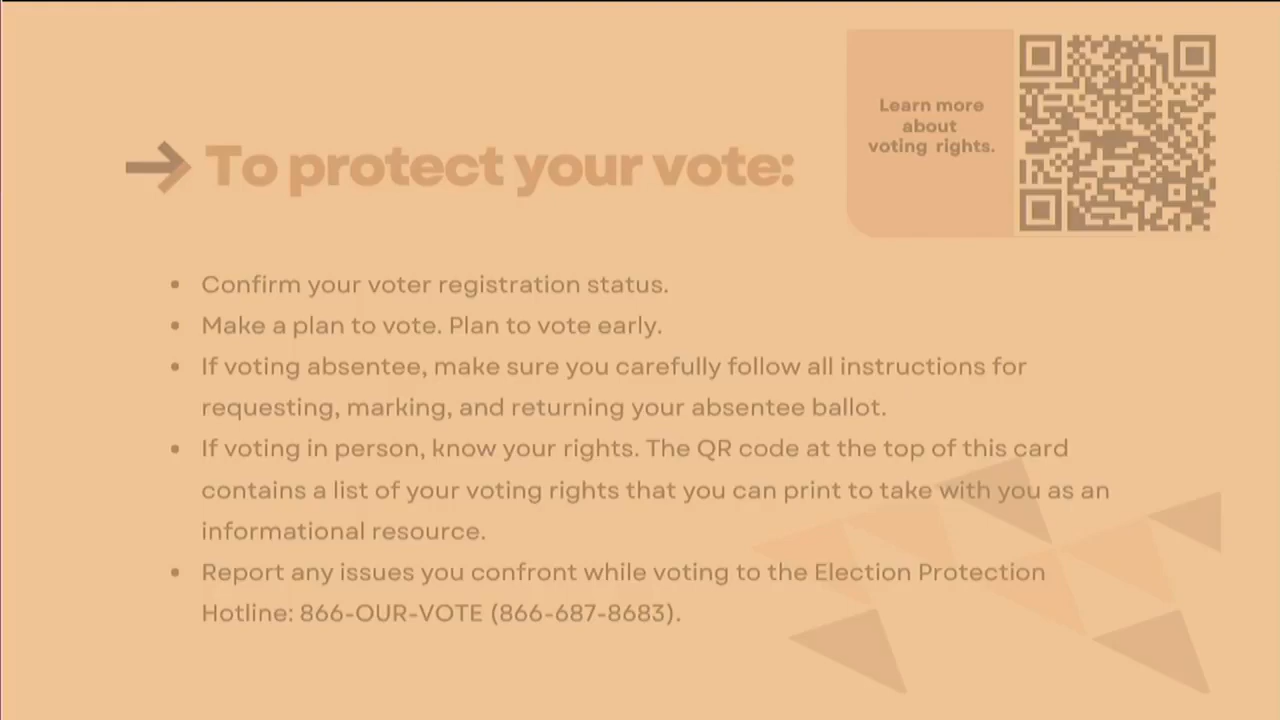 Learn more
about
voting rights.
To protect your vote:
• Confirm your voter registration status.
• Make a plan to vote. Plan to vote early.
• If voting absentee, make sure you carefully follow all instructions for
requesting, marking, and returning your absentee ballot.
• If voting in person, know your rights. The QR code at the top of this card
contains a list of your voting rights that you can print to take with you as an
informational resource.
• Report any issues you confront while voting to the Election Protection
Hotline: 866-OUR-VOTE (866-687-8683).